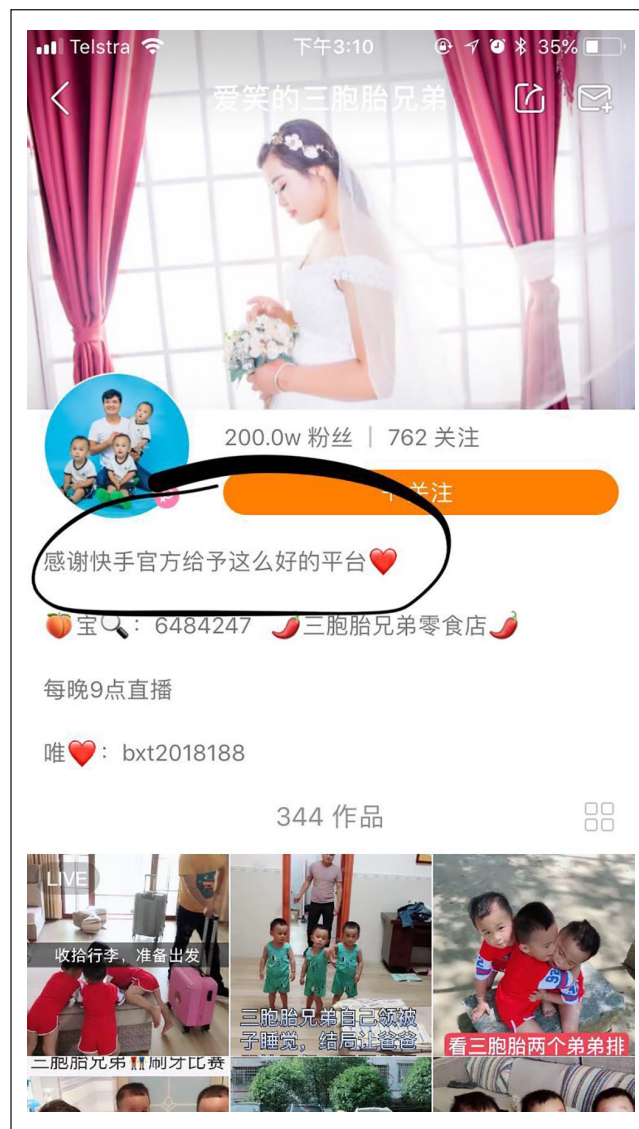 Telstra 下午3:10 35%
爱笑的三胞胎兄弟
200.0w 粉丝 | 762 关注
关注
感谢快手官方给予这么好的平台❤️
🍑宝🔍：6484247 🌶️三胞胎兄弟零食店🌶️
每晚9点直播
唯❤️：bxt2018188
344 作品
LIVE
收拾行李，准备出发
三胞胎兄弟自己领被
子睡觉，结局让爸爸
看三胞胎两个弟弟排
三胞胎兄弟👬刷牙比赛